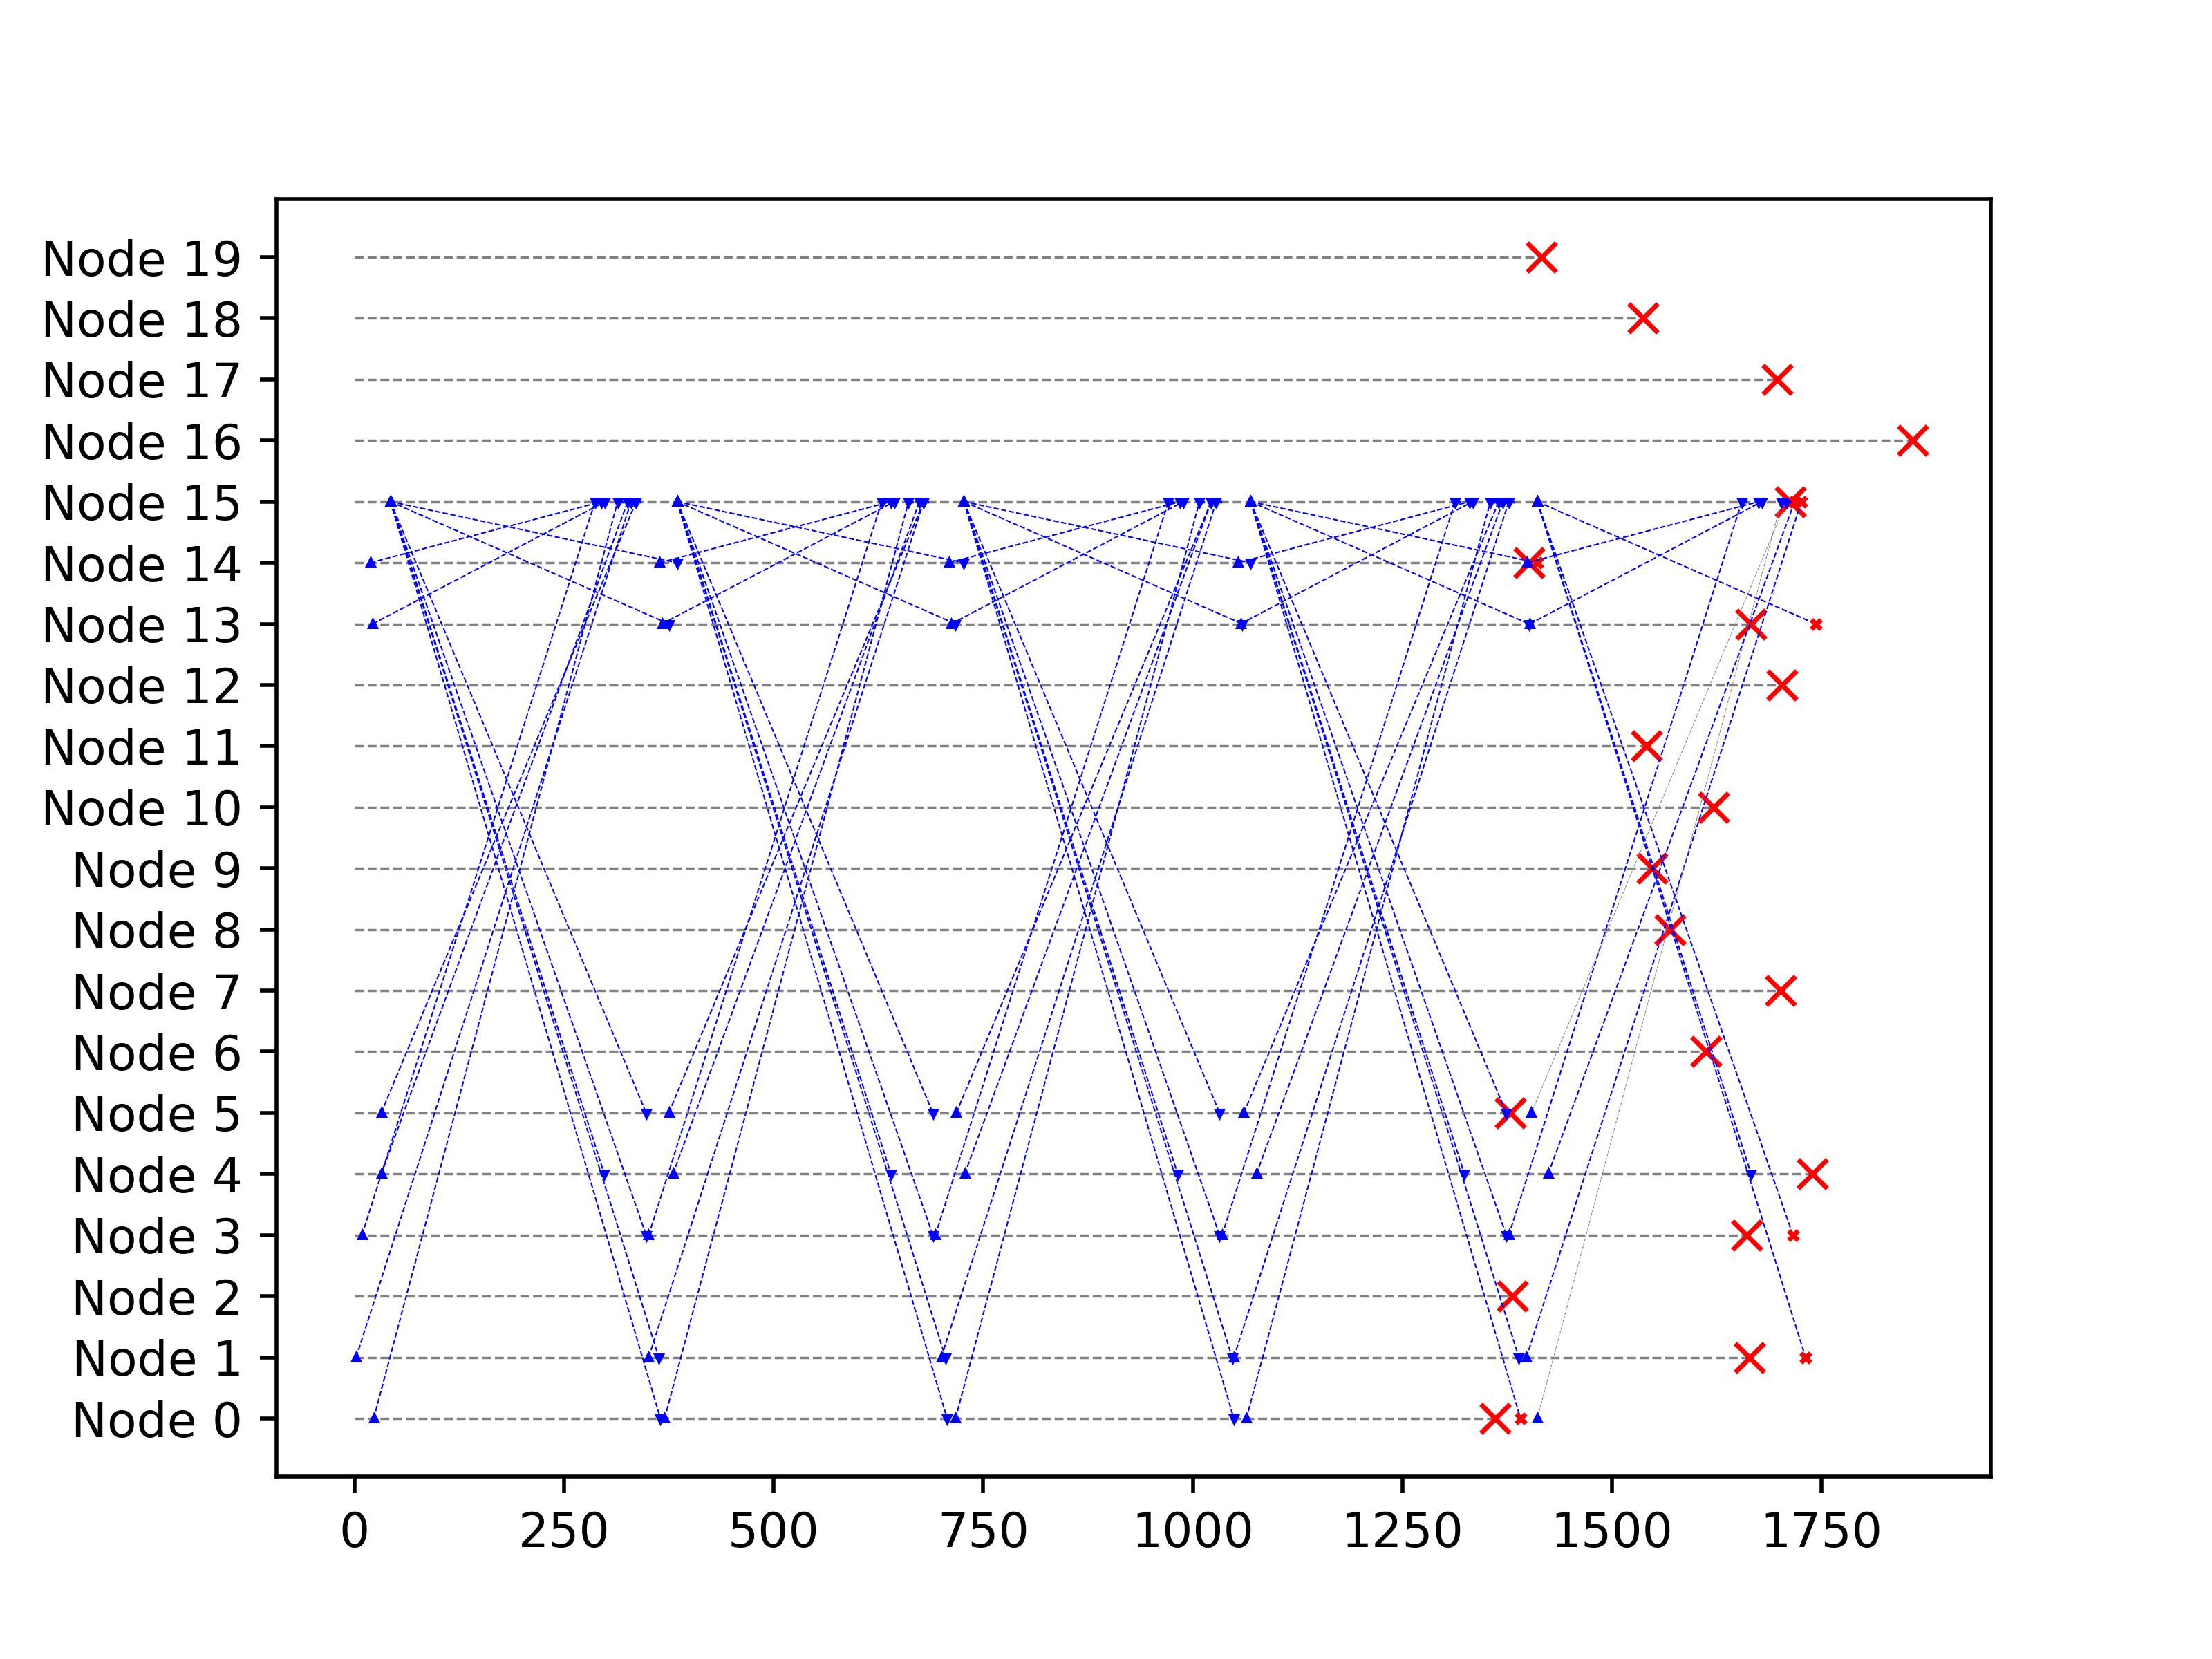 Node 19
Node 18
Node 17
Node 16
Node 15
Node 14
Node 13
Node 12
Node 11
Node 10
Node 9
Node 8
Node 7
Node 6
Node 5
Node 4
Node 3
Node 2
Node 1
Node 0
0 250 500 750 1000 1250 1500 1750